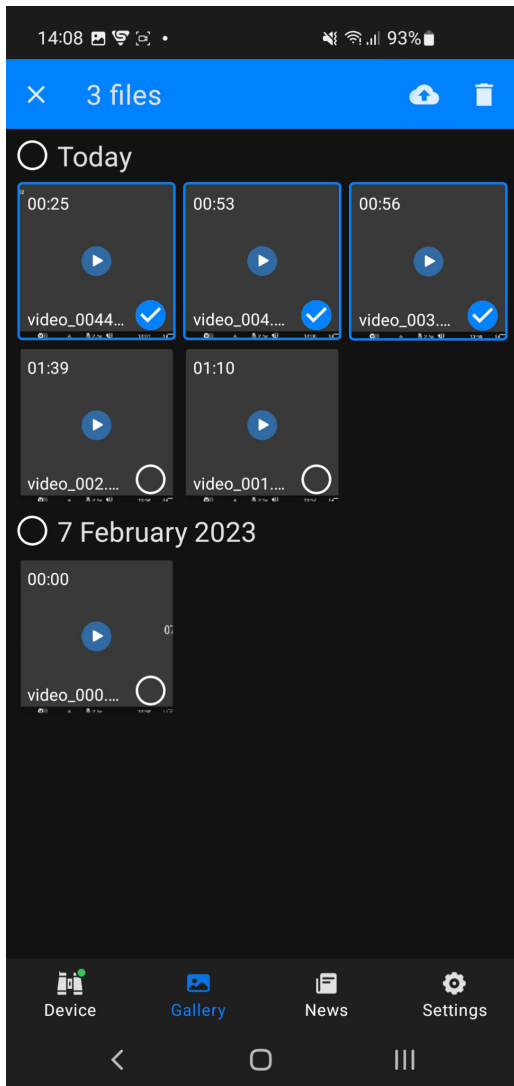 14:08
93%
3 files
Today
00:25
00:53
00:56
video_0044...
video_004....
video_003....
01:39
01:10
video_002....
video_001....
7 February 2023
00:00
07
video_000....
Device
Gallery
News
Settings